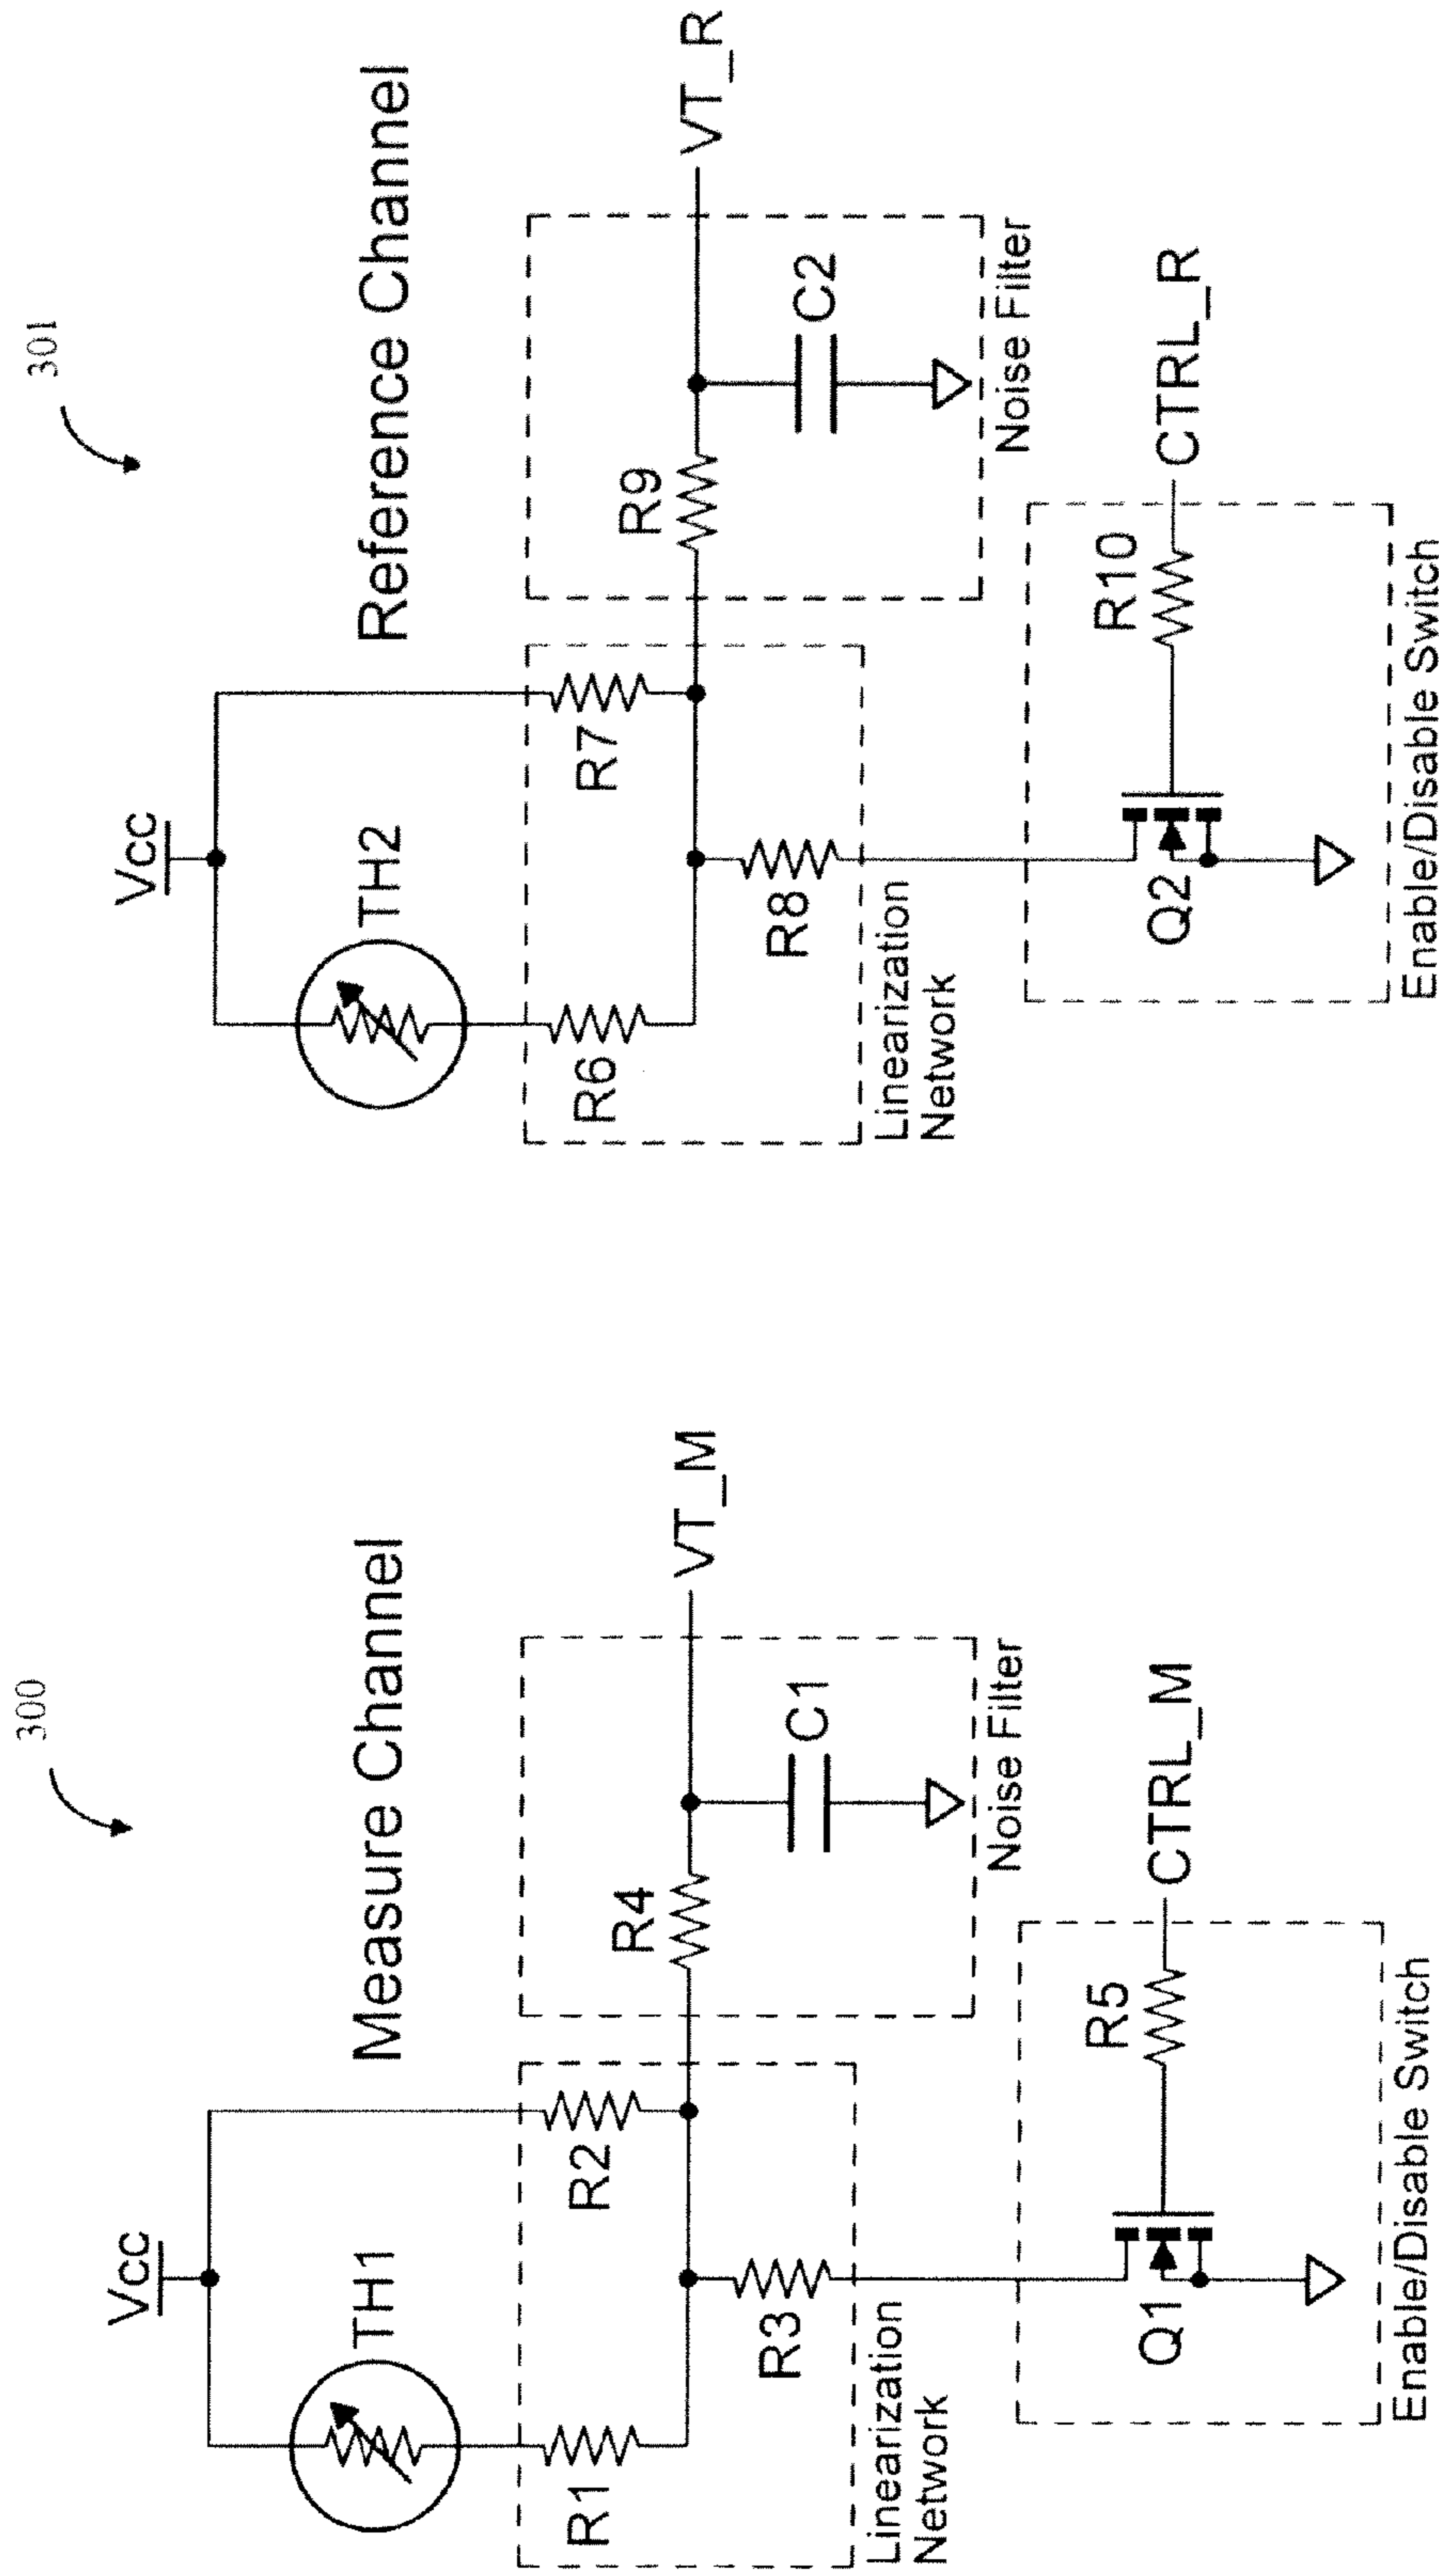 300
Measure Channel
Vcc
TH1
R1
R2
R3
Linearization
Network
R4
C1
VT_M
Noise Filter
Q1
R5
CTRL_M
Enable/Disable Switch
301
Reference Channel
Vcc
TH2
R6
R7
R8
Linearization
Network
R9
C2
VT_R
Noise Filter
Q2
R10
CTRL_R
Enable/Disable Switch